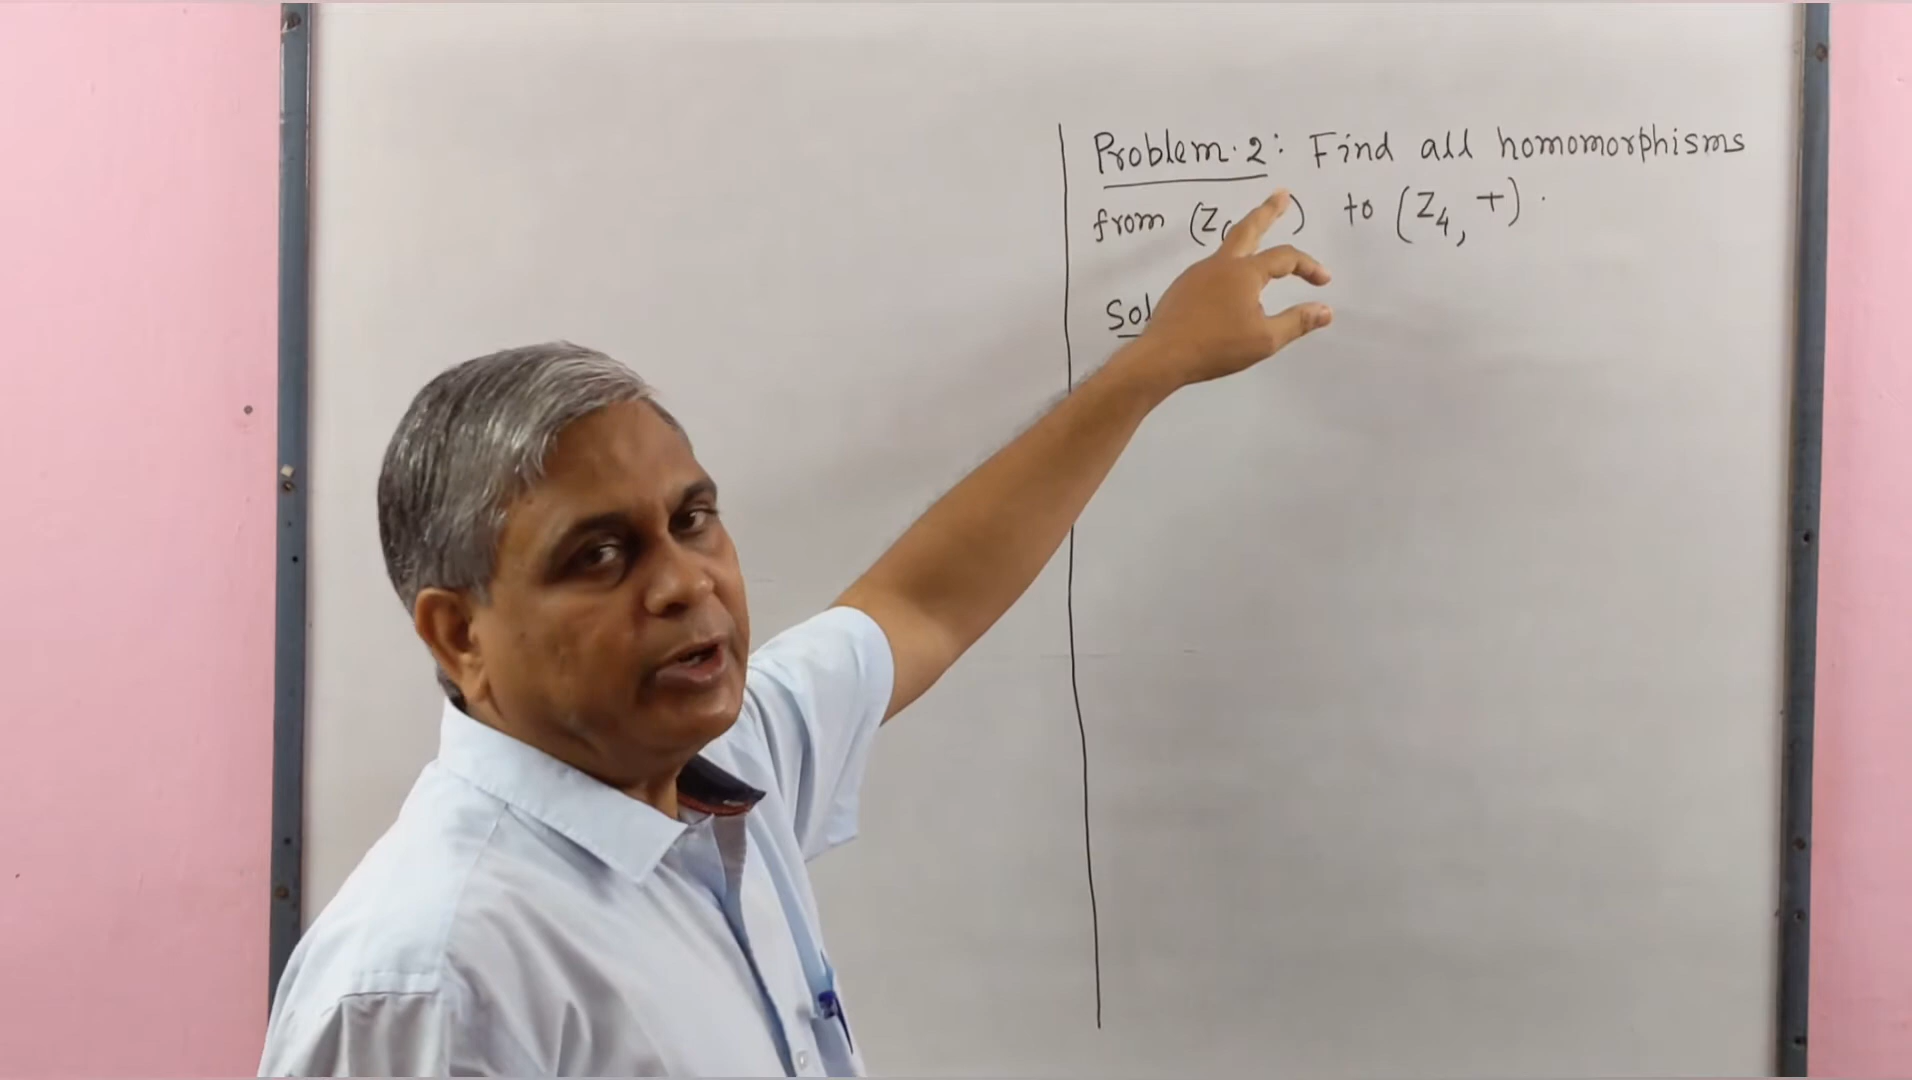 Problem. 2: Find all homomorphisms
from (Z ) to (Z4, +).
Sol